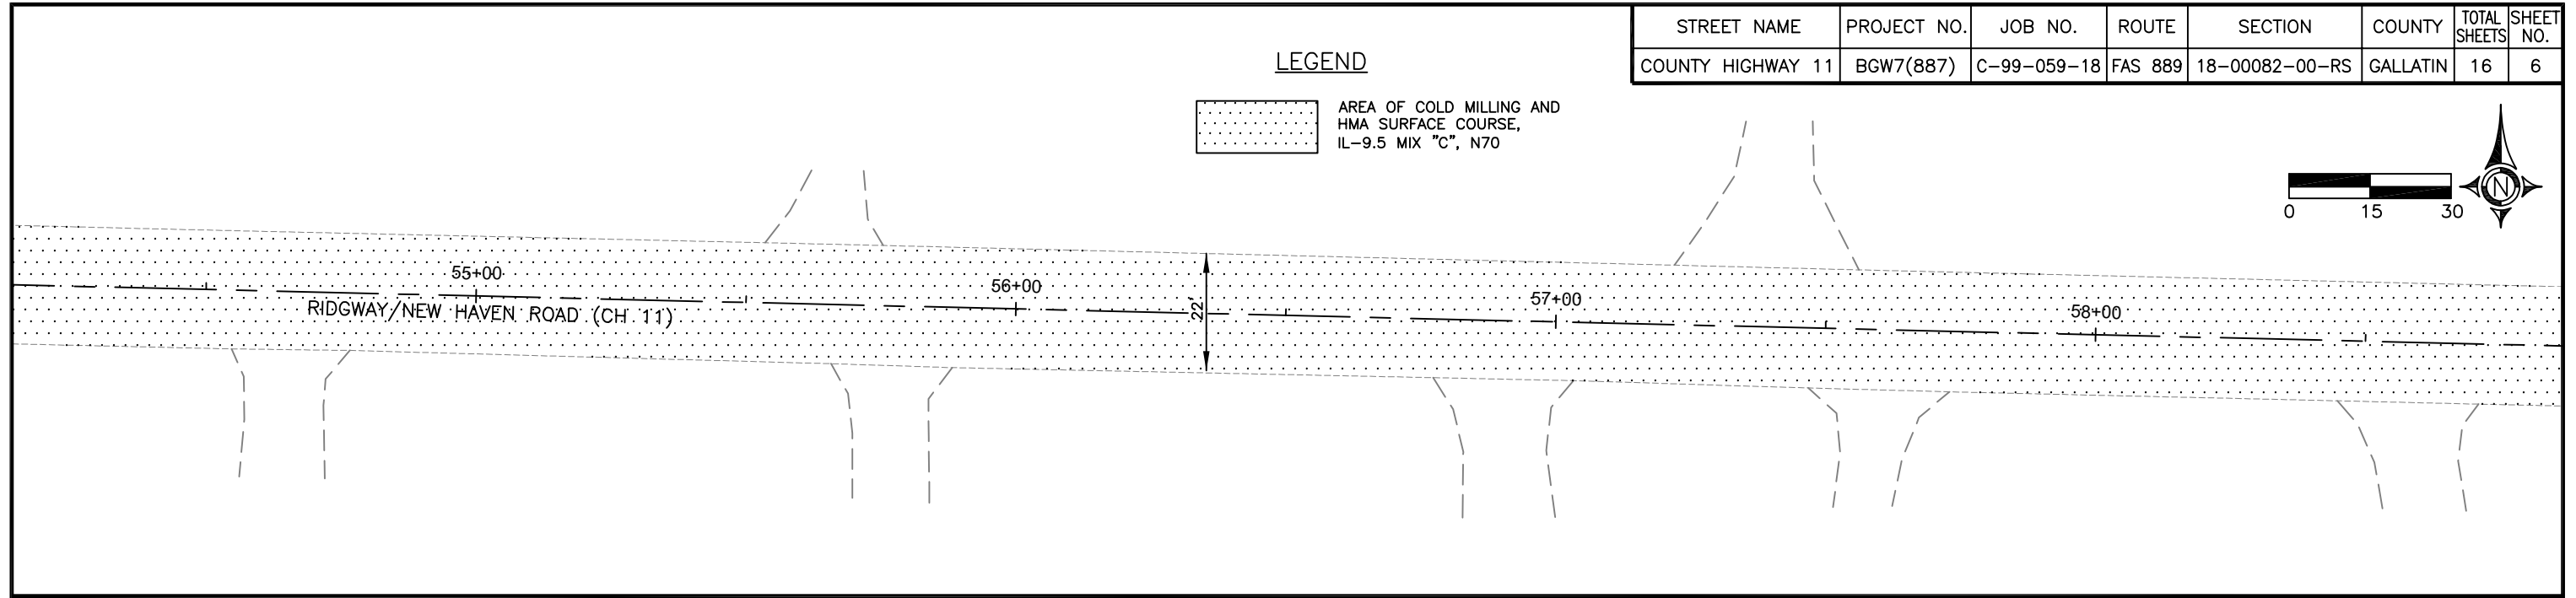 STREET NAME PROJECT NO. JOB NO. ROUTE SECTION COUNTY TOTAL SHEETS SHEET NO.
COUNTY HIGHWAY 11 BGW7(887) C-99-059-18 FAS 889 18-00082-00-RS GALLATIN 16 6
LEGEND
AREA OF COLD MILLING AND
HMA SURFACE COURSE,
IL-9.5 MIX "C", N70
N
0 15 30
55+00
56+00
57+00
58+00
RIDGWAY/NEW HAVEN ROAD (CH 11)
22'